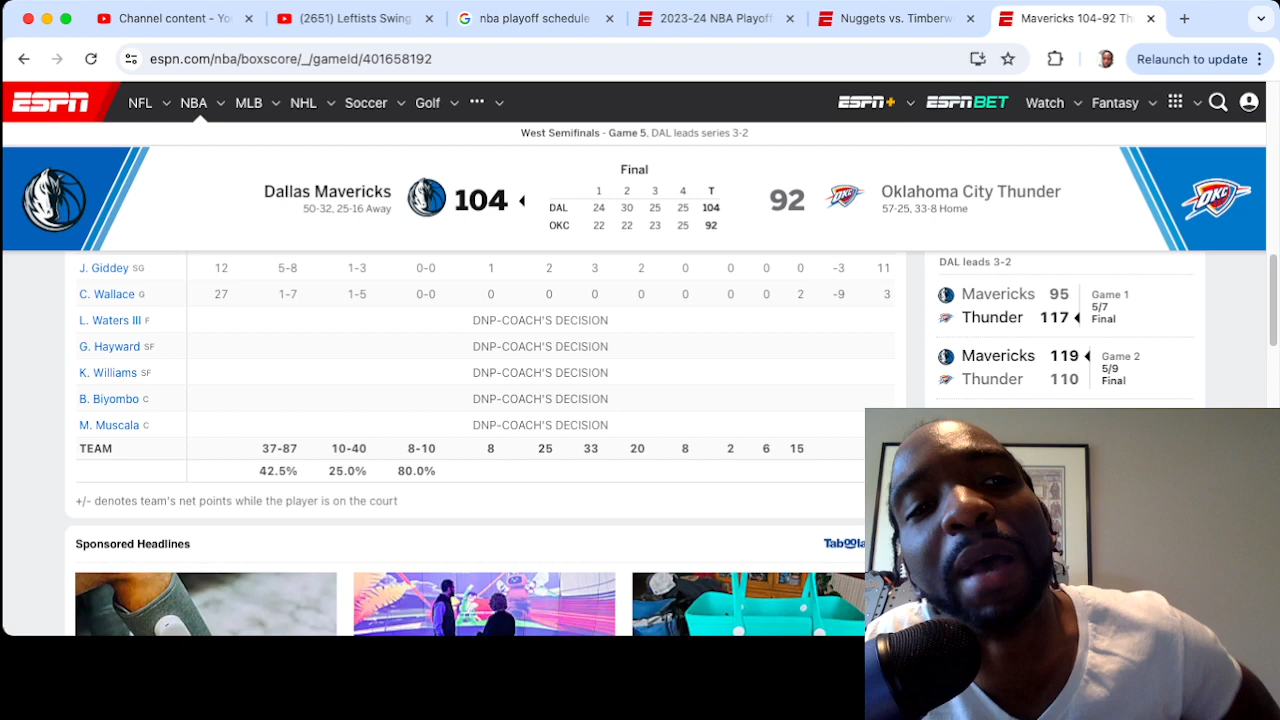 Channel content - Yo
(2651) Leftists Swing
nba playoff schedule
2023-24 NBA Playoff
Nuggets vs. Timberw
Mavericks 104-92 Th
espn.com/nba/boxscore/_/gameId/401658192
Relaunch to update
ESPN NFL NBA MLB NHL Soccer Golf ESPN+ ESPN BET Watch Fantasy
West Semifinals - Game 5, DAL leads series 3-2
Final
Dallas Mavericks 104
50-32, 25-16 Away
1 2 3 4 T
DAL 24 30 25 25 104
OKC 22 22 23 25 92
92 OKC Oklahoma City Thunder
57-25, 33-8 Home
OKC
J. Giddey SG 12 5-8 1-3 0-0 1 2 3 2 0 0 0 0 -3 11
C. Wallace G 27 1-7 1-5 0-0 0 0 0 0 0 0 0 2 -9 3
L. Waters III F DNP-COACH'S DECISION
G. Hayward SF DNP-COACH'S DECISION
K. Williams SF DNP-COACH'S DECISION
B. Biyombo C DNP-COACH'S DECISION
M. Muscala C DNP-COACH'S DECISION
TEAM 37-87 10-40 8-10 8 25 33 20 8 2 6 15
42.5% 25.0% 80.0%
+/- denotes team's net points while the player is on the court
Sponsored Headlines
Taboola
DAL leads 3-2
Mavericks 95 Game 1
5/7
Thunder 117 Final
Mavericks 119 Game 2
5/9
Thunder 110 Final